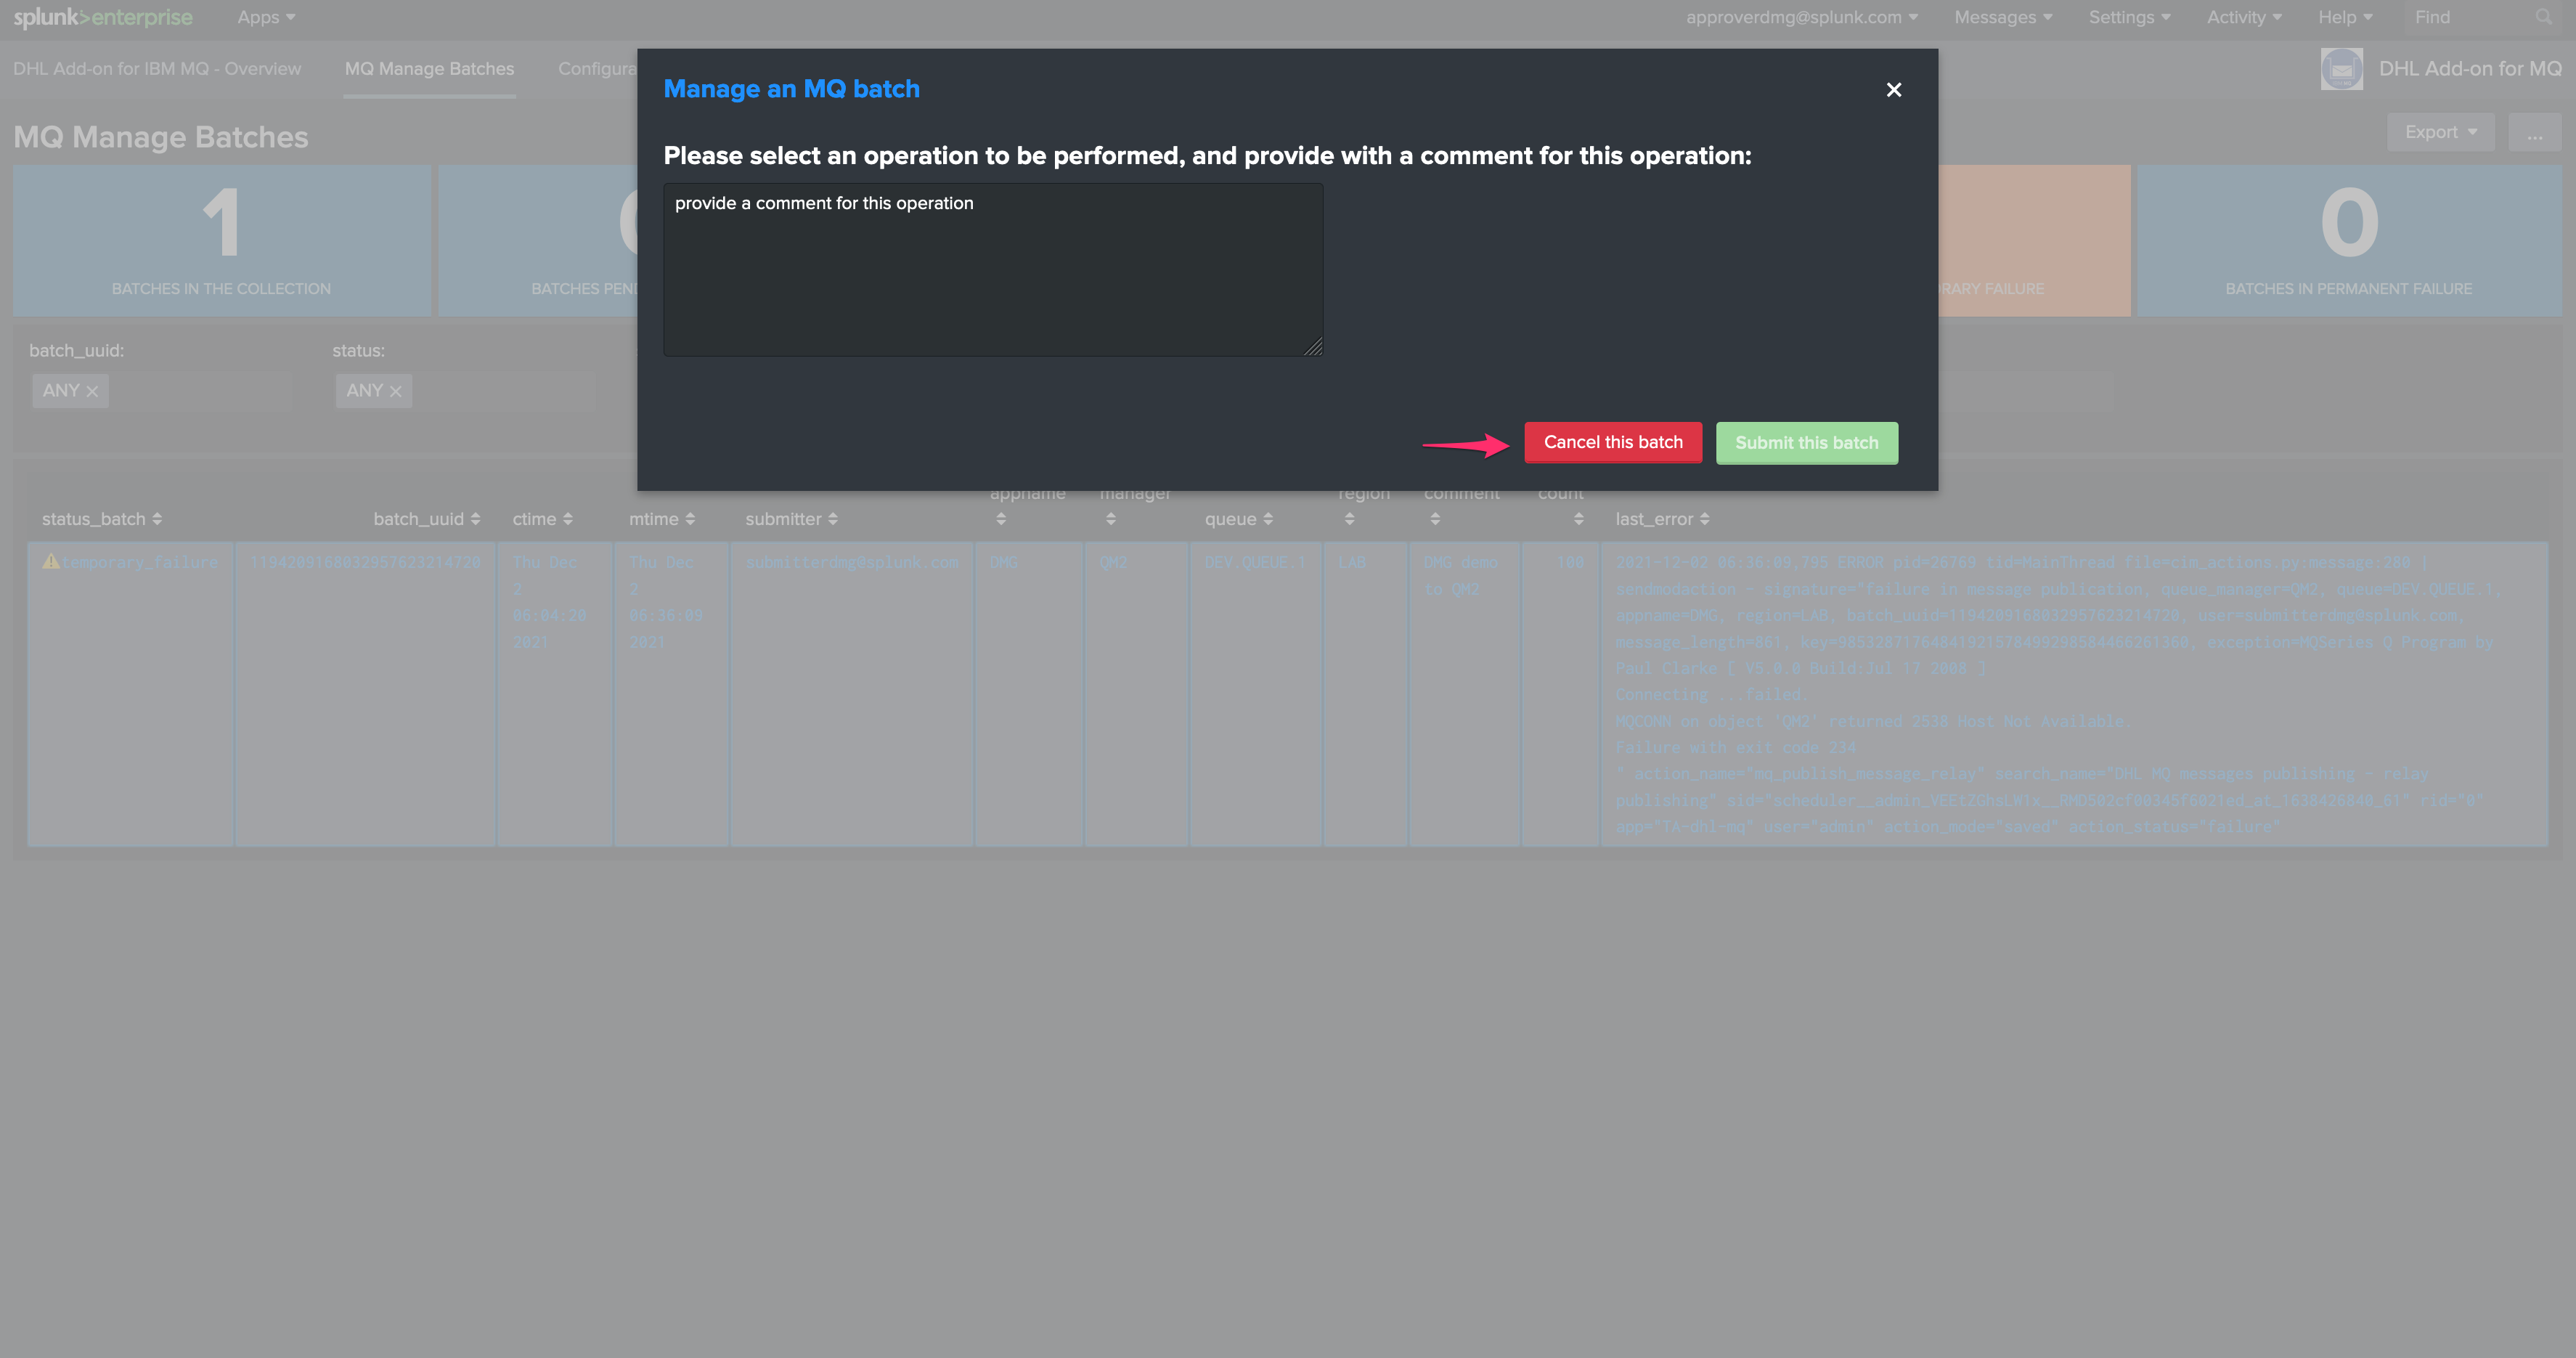 splunk>enterprise Apps approverdmg@splunk.com Messages Settings Activity Help Find
DHL Add-on for IBM MQ - Overview MQ Manage Batches Configura DHL Add-on for MQ
Manage an MQ batch
Please select an operation to be performed, and provide with a comment for this operation:
provide a comment for this operation
Cancel this batch Submit this batch
MQ Manage Batches Export ...
1 0
BATCHES IN THE COLLECTION BATCHES PEND RARY FAILURE BATCHES IN PERMANENT FAILURE
batch_uuid: status:
ANY ANY
appname manager region comment count
status_batch batch_uuid ctime mtime submitter queue last_error
temporary_failure 1194209168032957623214720 Thu Dec Thu Dec submitterdmg@splunk.com DMG QM2 DEV.QUEUE.1 LAB DMG demo 100 2021-12-02 06:36:09,795 ERROR pid=26769 tid=MainThread file=cim_actions.py:message:280 |
2 2 to QM2 sendmodaction - signature="failure in message publication, queue_manager=QM2, queue=DEV.QUEUE.1,
06:04:20 06:36:09 appname=DMG, region=LAB, batch_uuid=1194209168032957623214720, user=submitterdmg@splunk.com,
2021 2021 message_length=861, key=98532871764841921578499298584466261360, exception=MQSeries Q Program by
Paul Clarke [ V5.0.0 Build:Jul 17 2008 ]
Connecting ...failed.
MQCONN on object 'QM2' returned 2538 Host Not Available.
Failure with exit code 234
" action_name="mq_publish_message_relay" search_name="DHL MQ messages publishing - relay
publishing" sid="scheduler__admin_VEEtZGhsLW1x__RMD502cf00345f6021ed_at_1638426840_61" rid="0"
app="TA-dhl-mq" user="admin" action_mode="saved" action_status="failure"